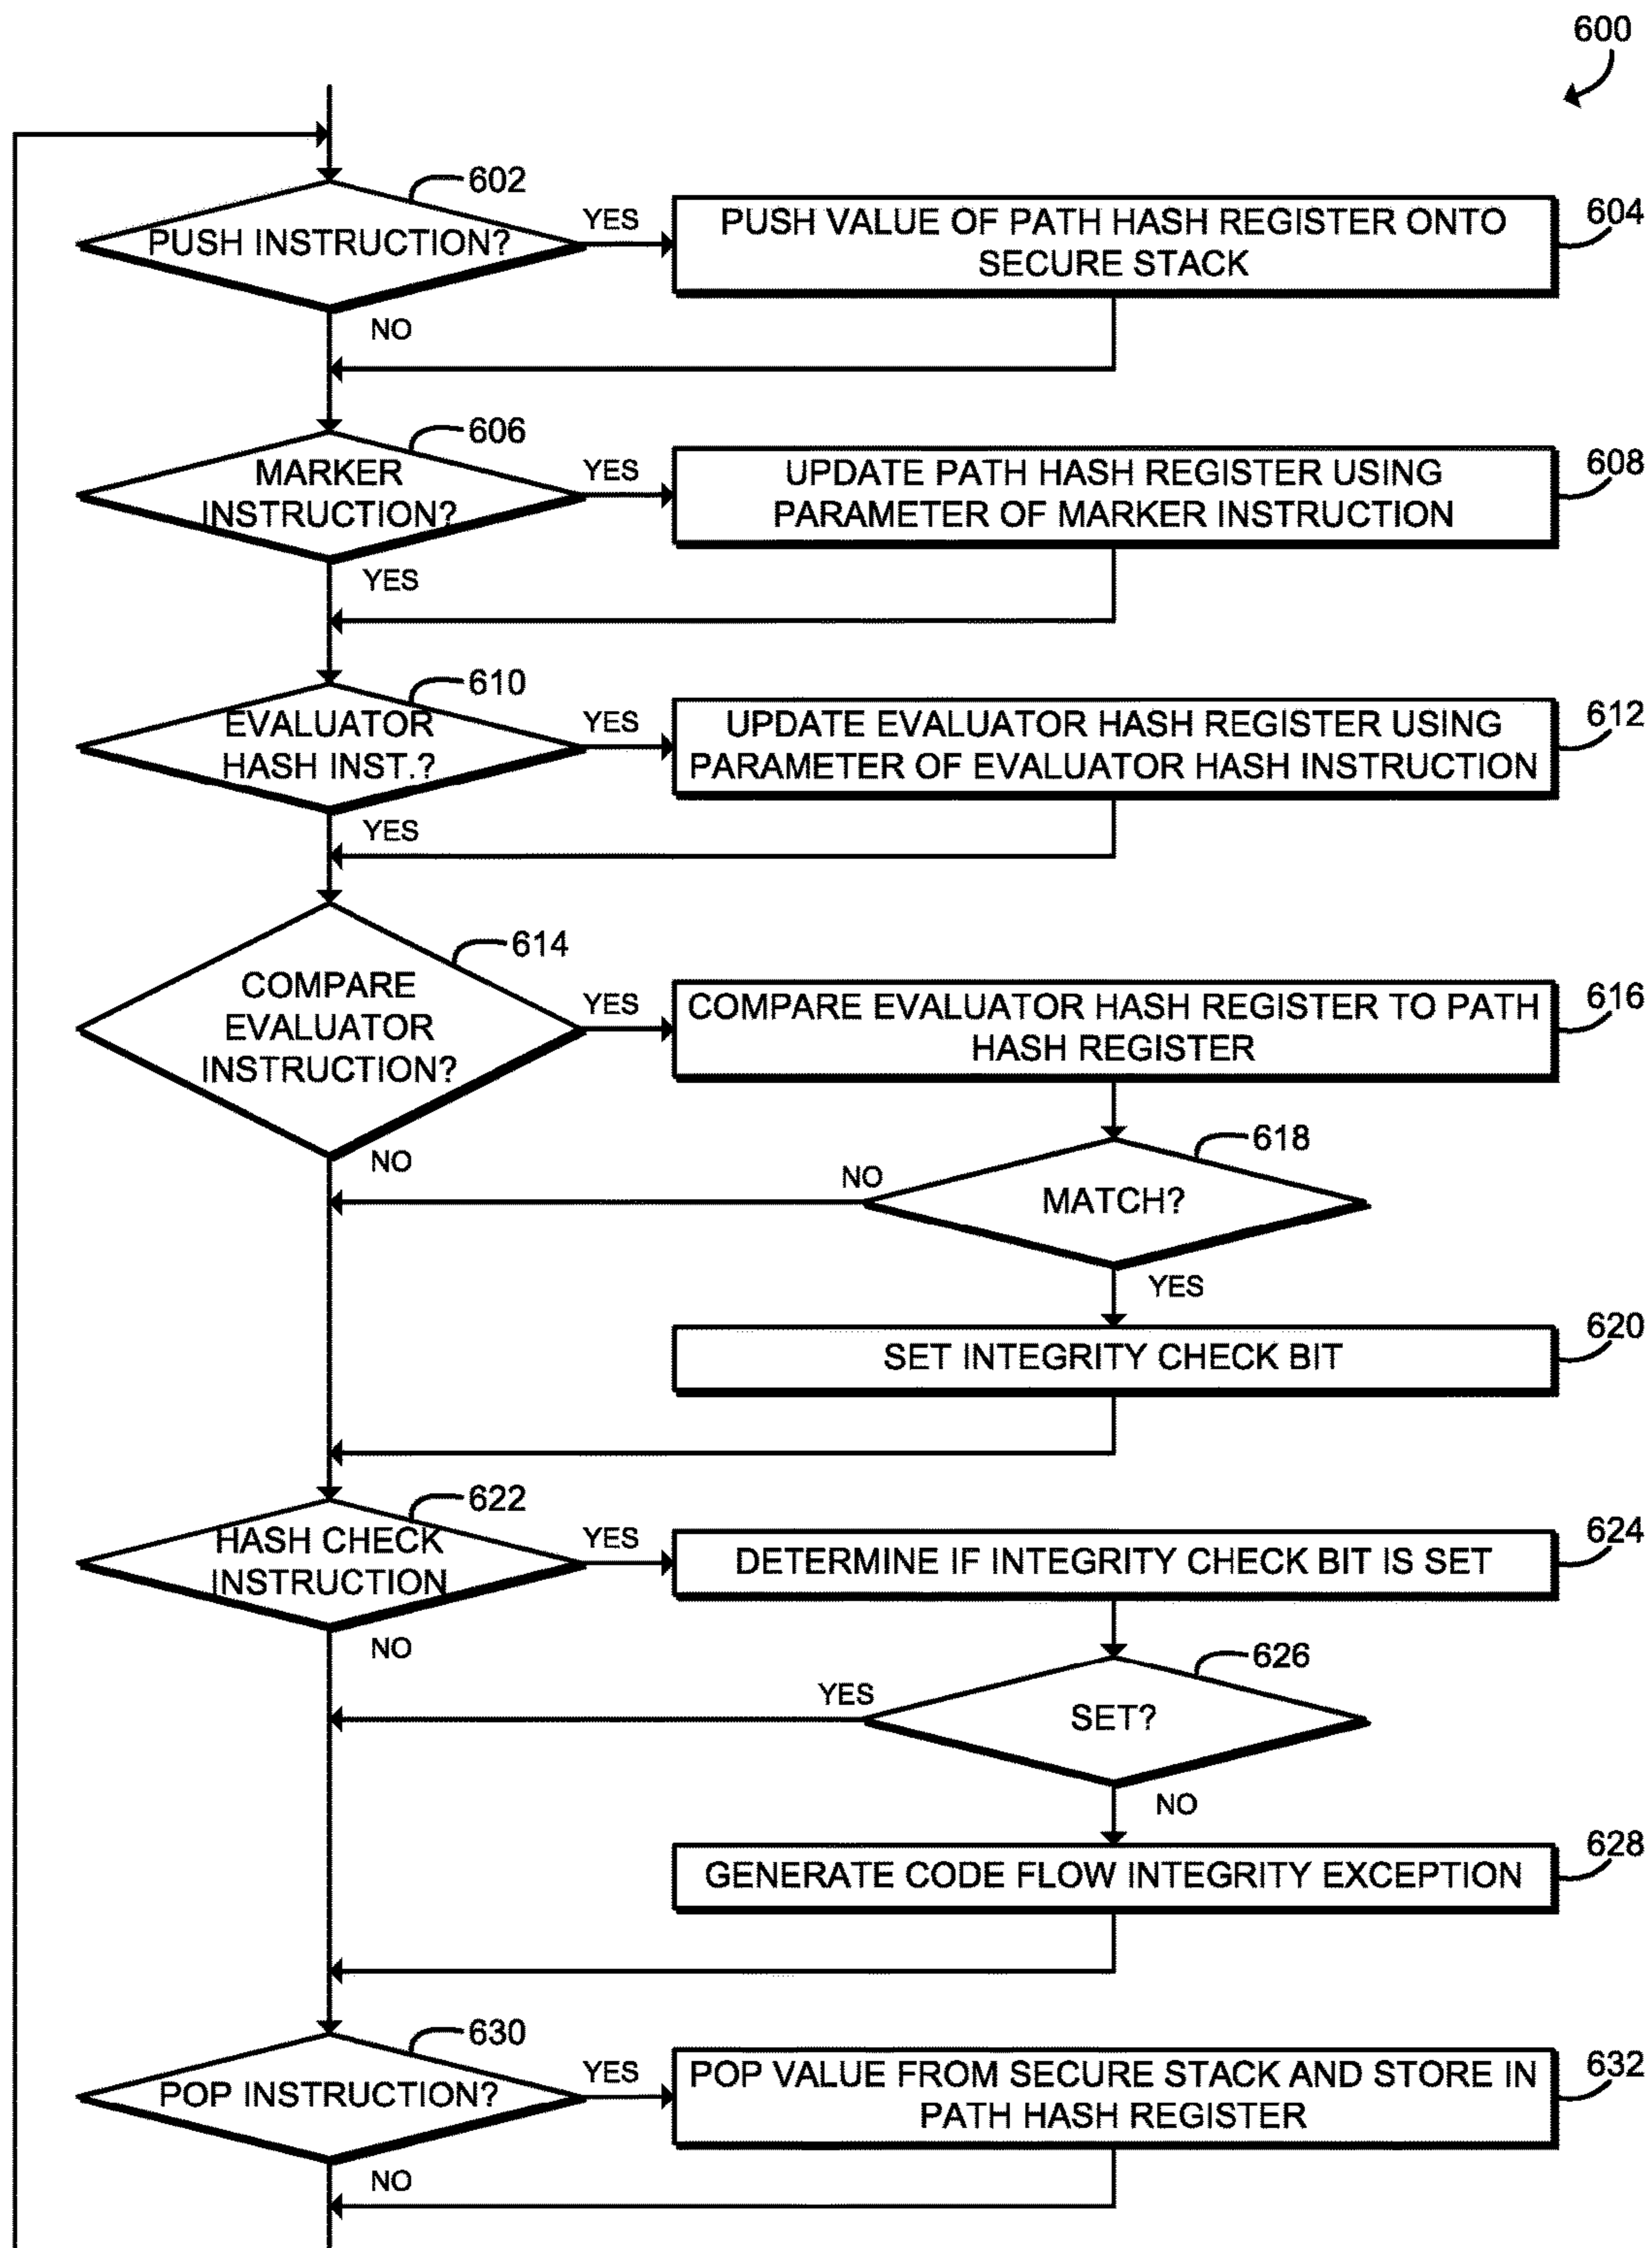 600
602
PUSH INSTRUCTION?
YES
PUSH VALUE OF PATH HASH REGISTER ONTO
SECURE STACK
604
NO
606
MARKER
INSTRUCTION?
YES
UPDATE PATH HASH REGISTER USING
PARAMETER OF MARKER INSTRUCTION
608
YES
610
EVALUATOR
HASH INST.?
YES
UPDATE EVALUATOR HASH REGISTER USING
PARAMETER OF EVALUATOR HASH INSTRUCTION
612
YES
614
COMPARE
EVALUATOR
INSTRUCTION?
YES
COMPARE EVALUATOR HASH REGISTER TO PATH
HASH REGISTER
616
NO
618
MATCH?
NO
YES
SET INTEGRITY CHECK BIT
620
622
HASH CHECK
INSTRUCTION
YES
DETERMINE IF INTEGRITY CHECK BIT IS SET
624
NO
626
SET?
YES
NO
GENERATE CODE FLOW INTEGRITY EXCEPTION
628
630
POP INSTRUCTION?
YES
POP VALUE FROM SECURE STACK AND STORE IN
PATH HASH REGISTER
632
NO